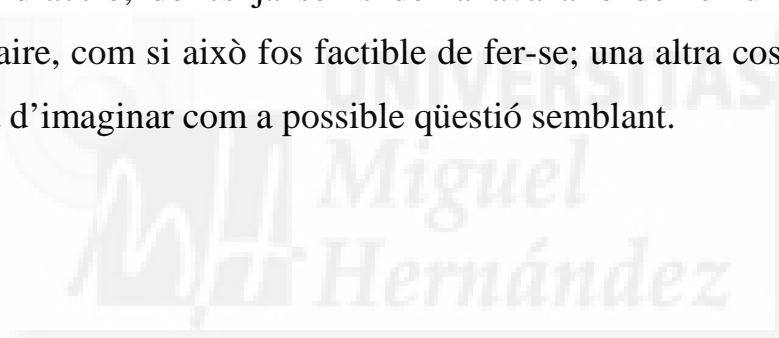 aire, com si això fos factible de fer-se; una altra cos
d’imaginar com a possible qüestió semblant.
UNIVERSITAS
Miguel
Hernández